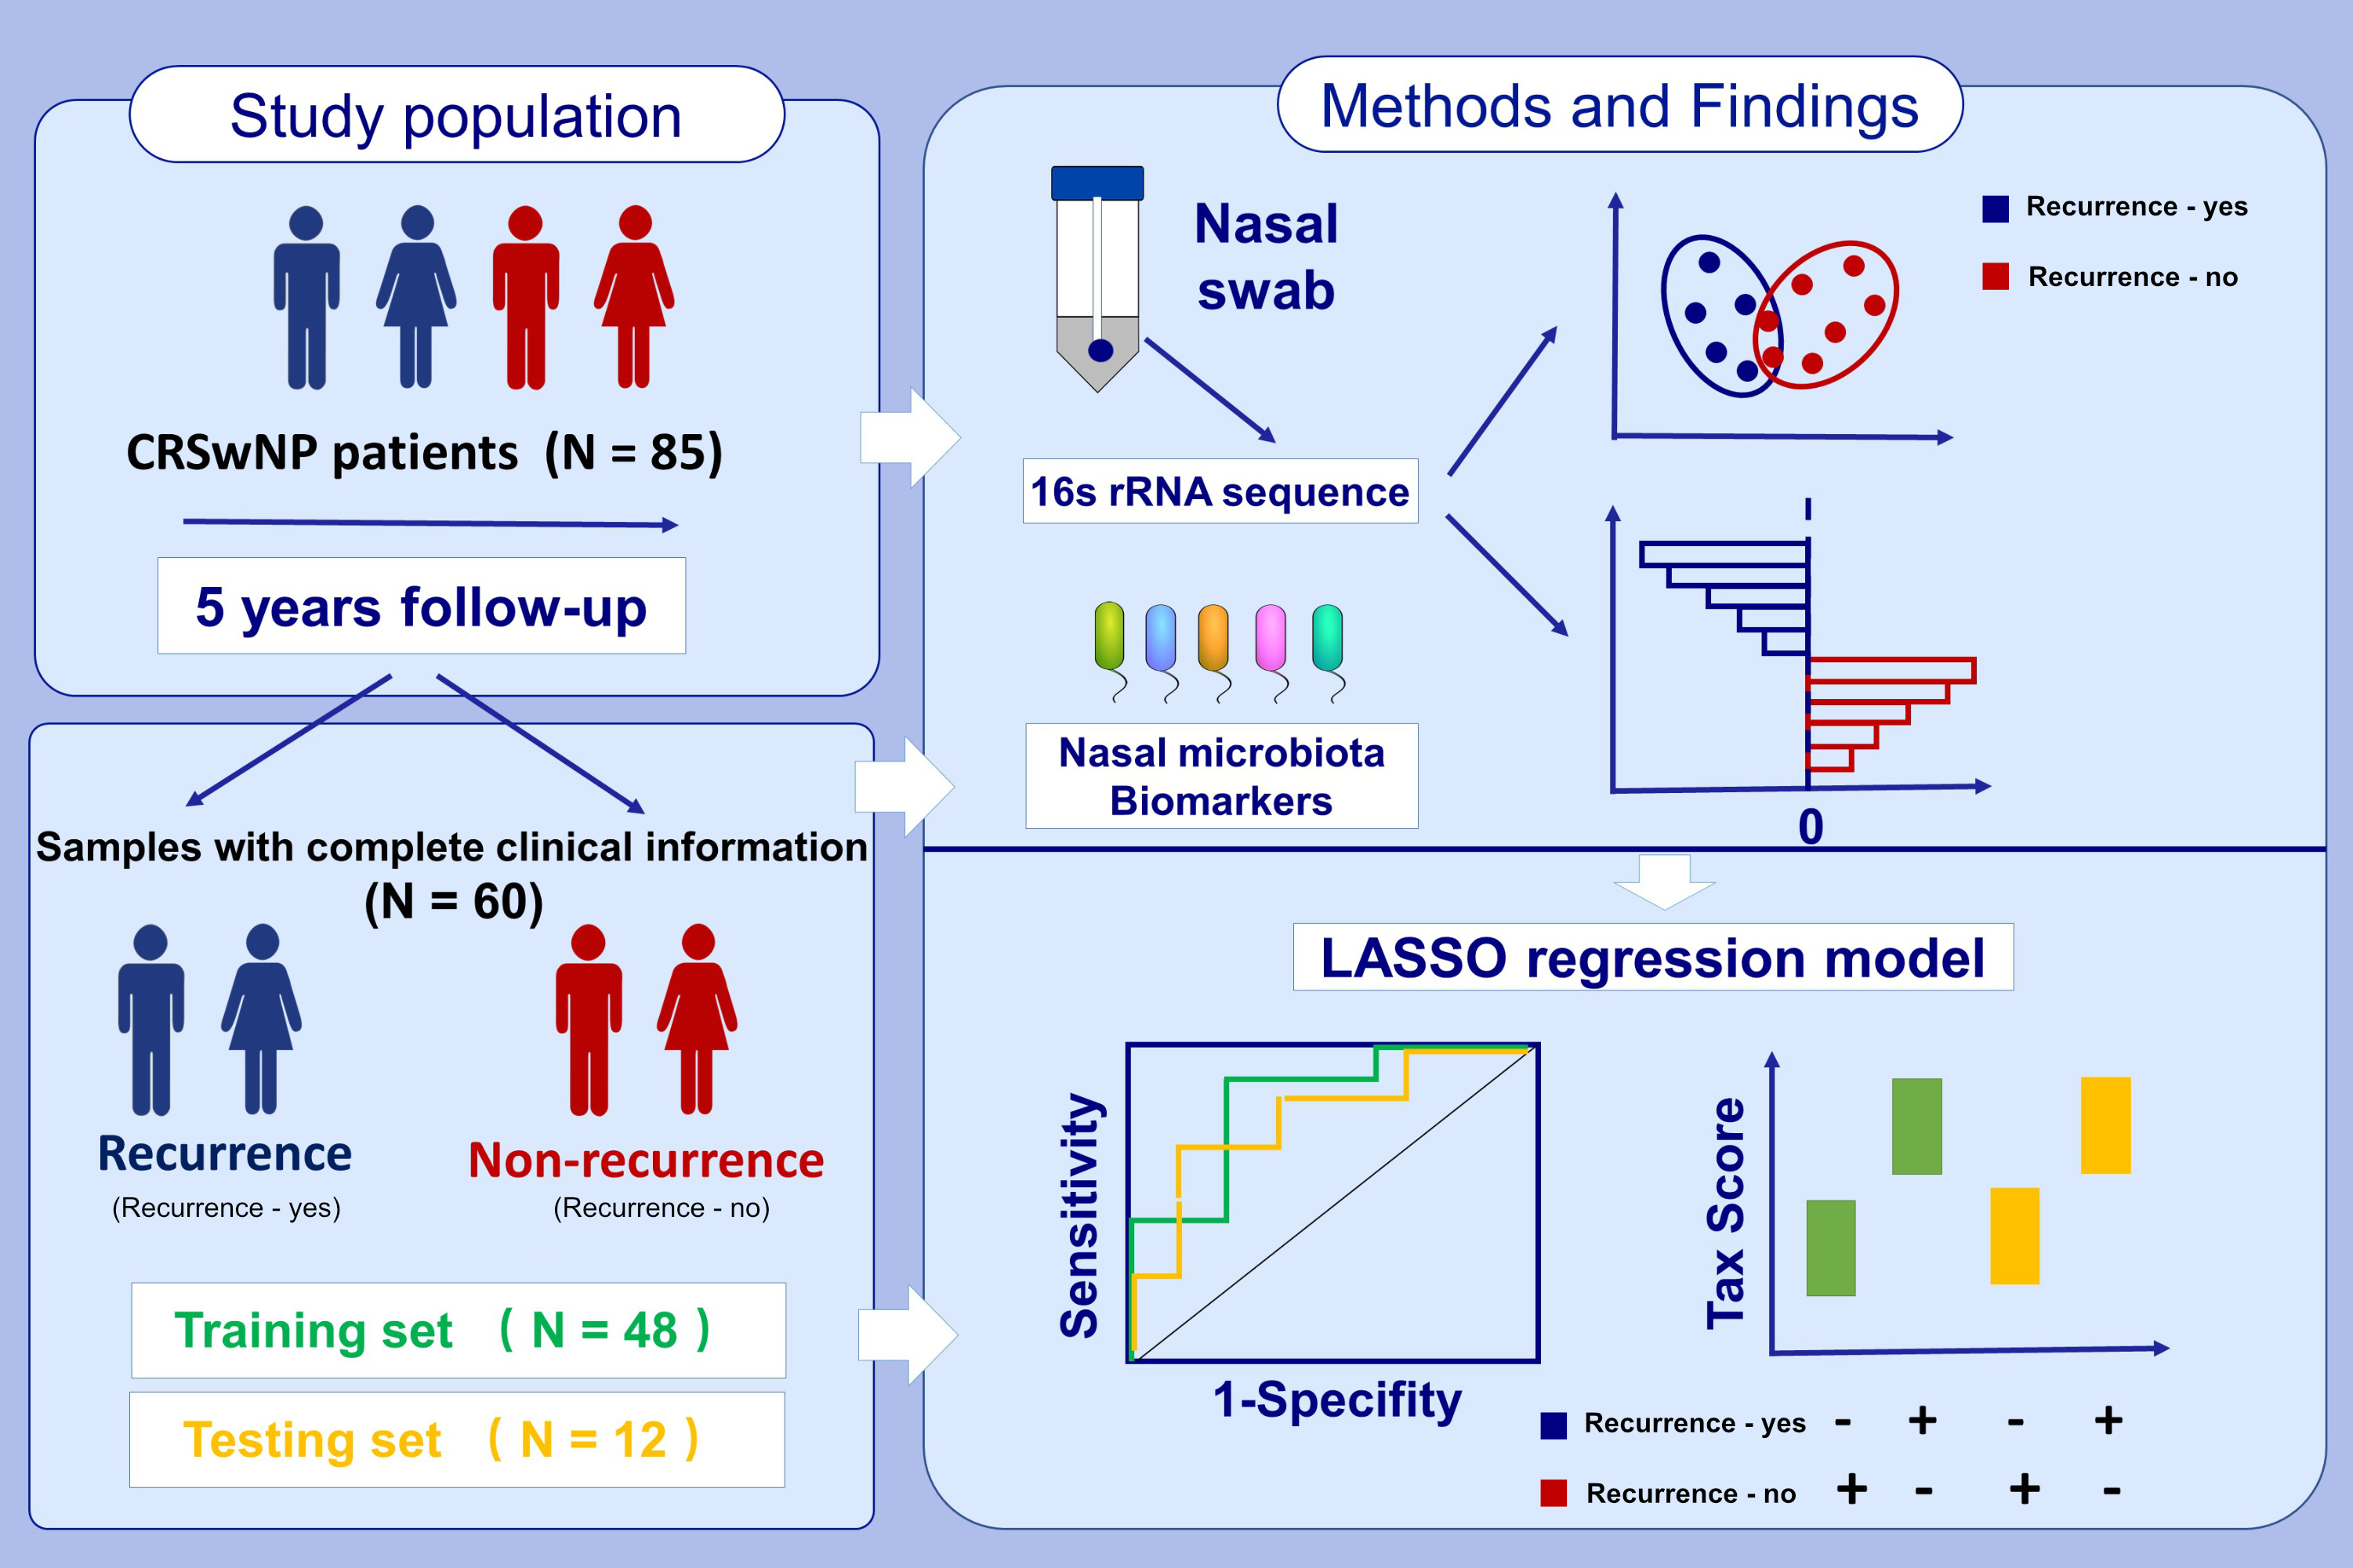 Study population
CRSwNP patients (N = 85)
5 years follow-up
Samples with complete clinical information
(N = 60)
Recurrence
(Recurrence - yes)
Non-recurrence
(Recurrence - no)
Training set ( N = 48 )
Testing set ( N = 12 )
Methods and Findings
Nasal
swab
16s rRNA sequence
Nasal microbiota
Biomarkers
Recurrence - yes
Recurrence - no
0
LASSO regression model
Sensitivity
1-Specifity
Tax Score
Recurrence - yes - + - +
Recurrence - no + - + -